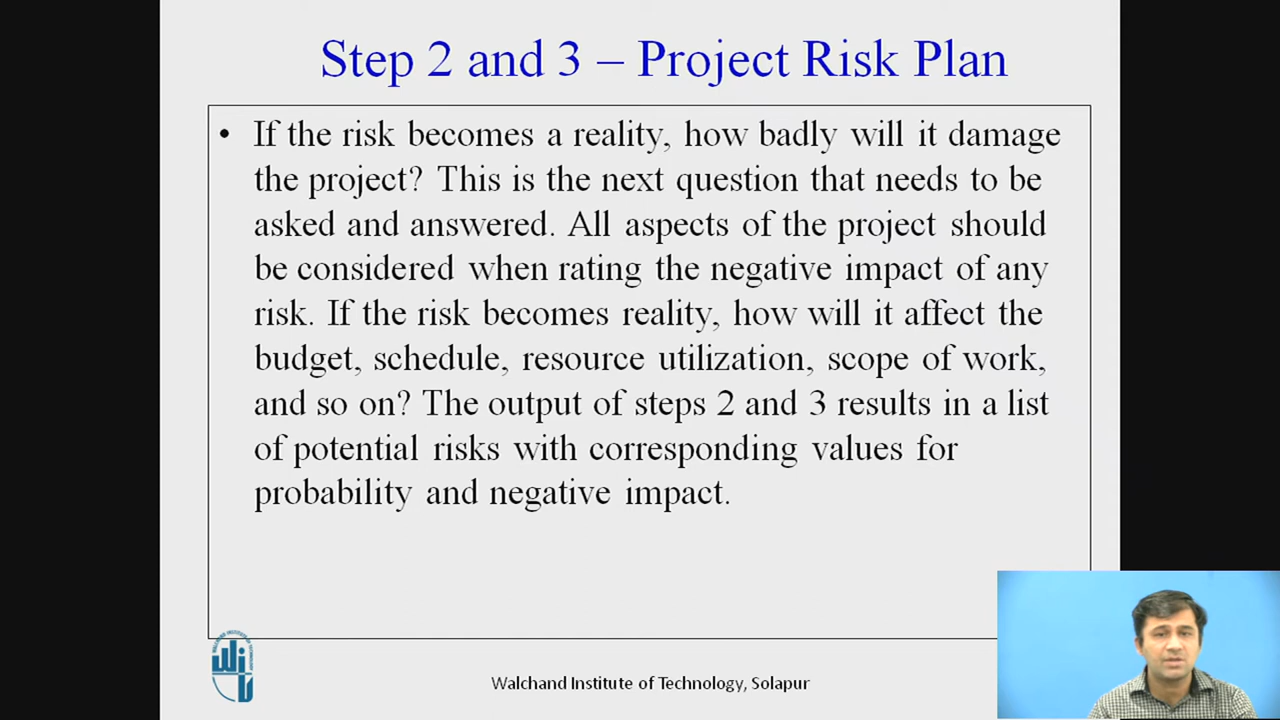 Step 2 and 3 – Project Risk Plan
• If the risk becomes a reality, how badly will it damage
the project? This is the next question that needs to be
asked and answered. All aspects of the project should
be considered when rating the negative impact of any
risk. If the risk becomes reality, how will it affect the
budget, schedule, resource utilization, scope of work,
and so on? The output of steps 2 and 3 results in a list
of potential risks with corresponding values for
probability and negative impact.
Walchand Institute of Technology, Solapur